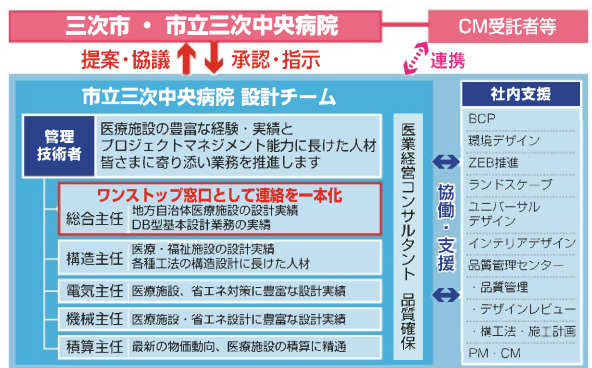 三次市 ・ 市立三次中央病院
CM受託者等
提案・協議
承認・指示
連携
市立三次中央病院 設計チーム
管理
技術者
医療施設の豊富な経験・実績と
プロジェクトマネジメント能力に長けた人材
皆さまに寄り添い業務を推進します
ワンストップ窓口として連絡を一本化
総合主任
地方自治体医療施設の設計実績
DB型基本設計業務の実績
構造主任
医療・福祉施設の設計実績
各種工法の構造設計に長けた人材
電気主任
医療施設、省エネ対策に豊富な設計実績
機械主任
医療施設・省エネ設計に豊富な設計実績
積算主任
最新の物価動向、医療施設の積算に精通
医業経営コンサルタント 品質確保
協働・支援
社内支援
BCP
環境デザイン
ZEB推進
ランドスケープ
ユニバーサル
デザイン
インテリアデザイン
品質管理センター
・品質管理
・デザインレビュー
・構工法・施工計画
PM・CM